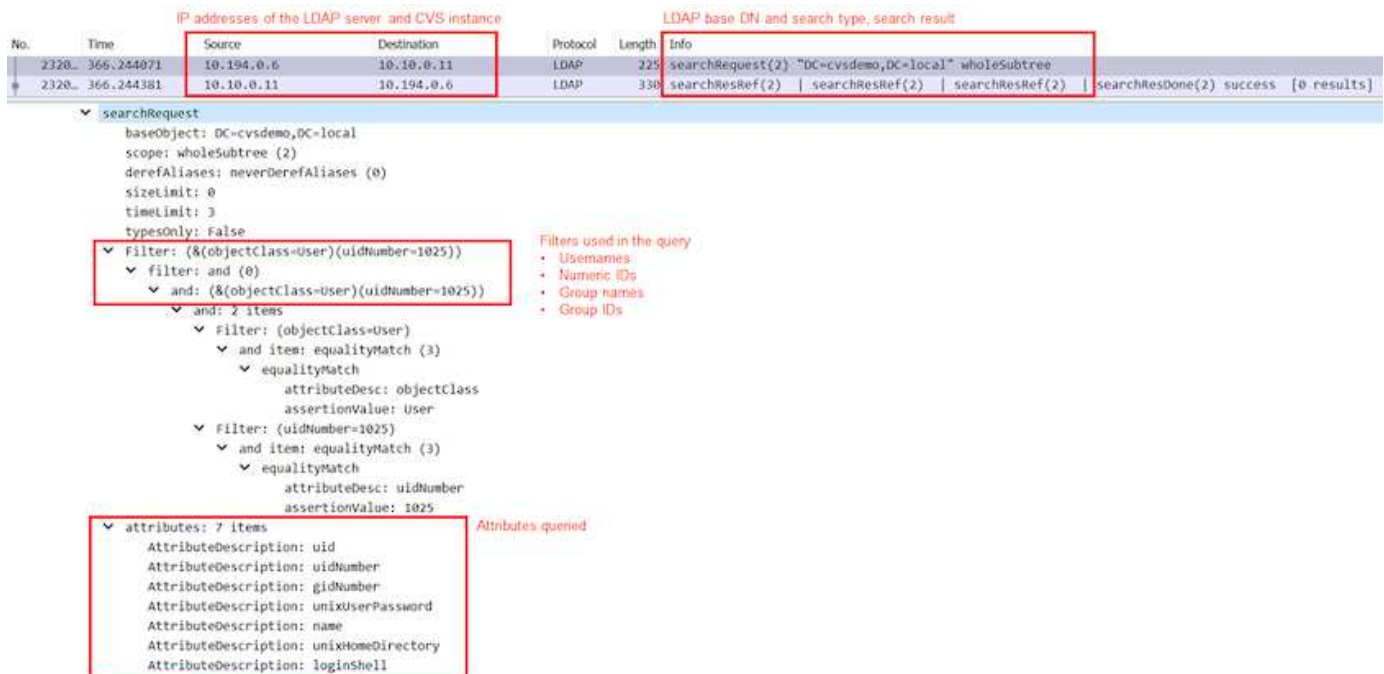 IP addresses of the LDAP server and CVS instance
LDAP base DN and search type, search result
No. Time Source Destination Protocol Length Info
2320… 366.244071 10.194.0.6 10.10.0.11 LDAP 225 searchRequest(2) "DC=cvsdemo,DC=local" wholeSubtree
2320… 366.244381 10.10.0.11 10.194.0.6 LDAP 330 searchResRef(2) | searchResRef(2) | searchResRef(2) | searchResDone(2) success [0 results]
searchRequest
baseObject: DC=cvsdemo,DC=local
scope: wholeSubtree (2)
derefAliases: neverDerefAliases (0)
sizeLimit: 0
timeLimit: 3
typesOnly: False
Filter: (&(objectClass=User)(uidNumber=1025))
filter: and (0)
and: (&(objectClass=User)(uidNumber=1025))
Filters used in the query
• Usernames
• Numeric IDs
• Group names
• Group IDs
and: 2 items
Filter: (objectClass=User)
and item: equalityMatch (3)
equalityMatch
attributeDesc: objectClass
assertionValue: User
Filter: (uidNumber=1025)
and item: equalityMatch (3)
equalityMatch
attributeDesc: uidNumber
assertionValue: 1025
attributes: 7 items
Attributes queried
AttributeDescription: uid
AttributeDescription: uidNumber
AttributeDescription: gidNumber
AttributeDescription: unixUserPassword
AttributeDescription: name
AttributeDescription: unixHomeDirectory
AttributeDescription: loginShell